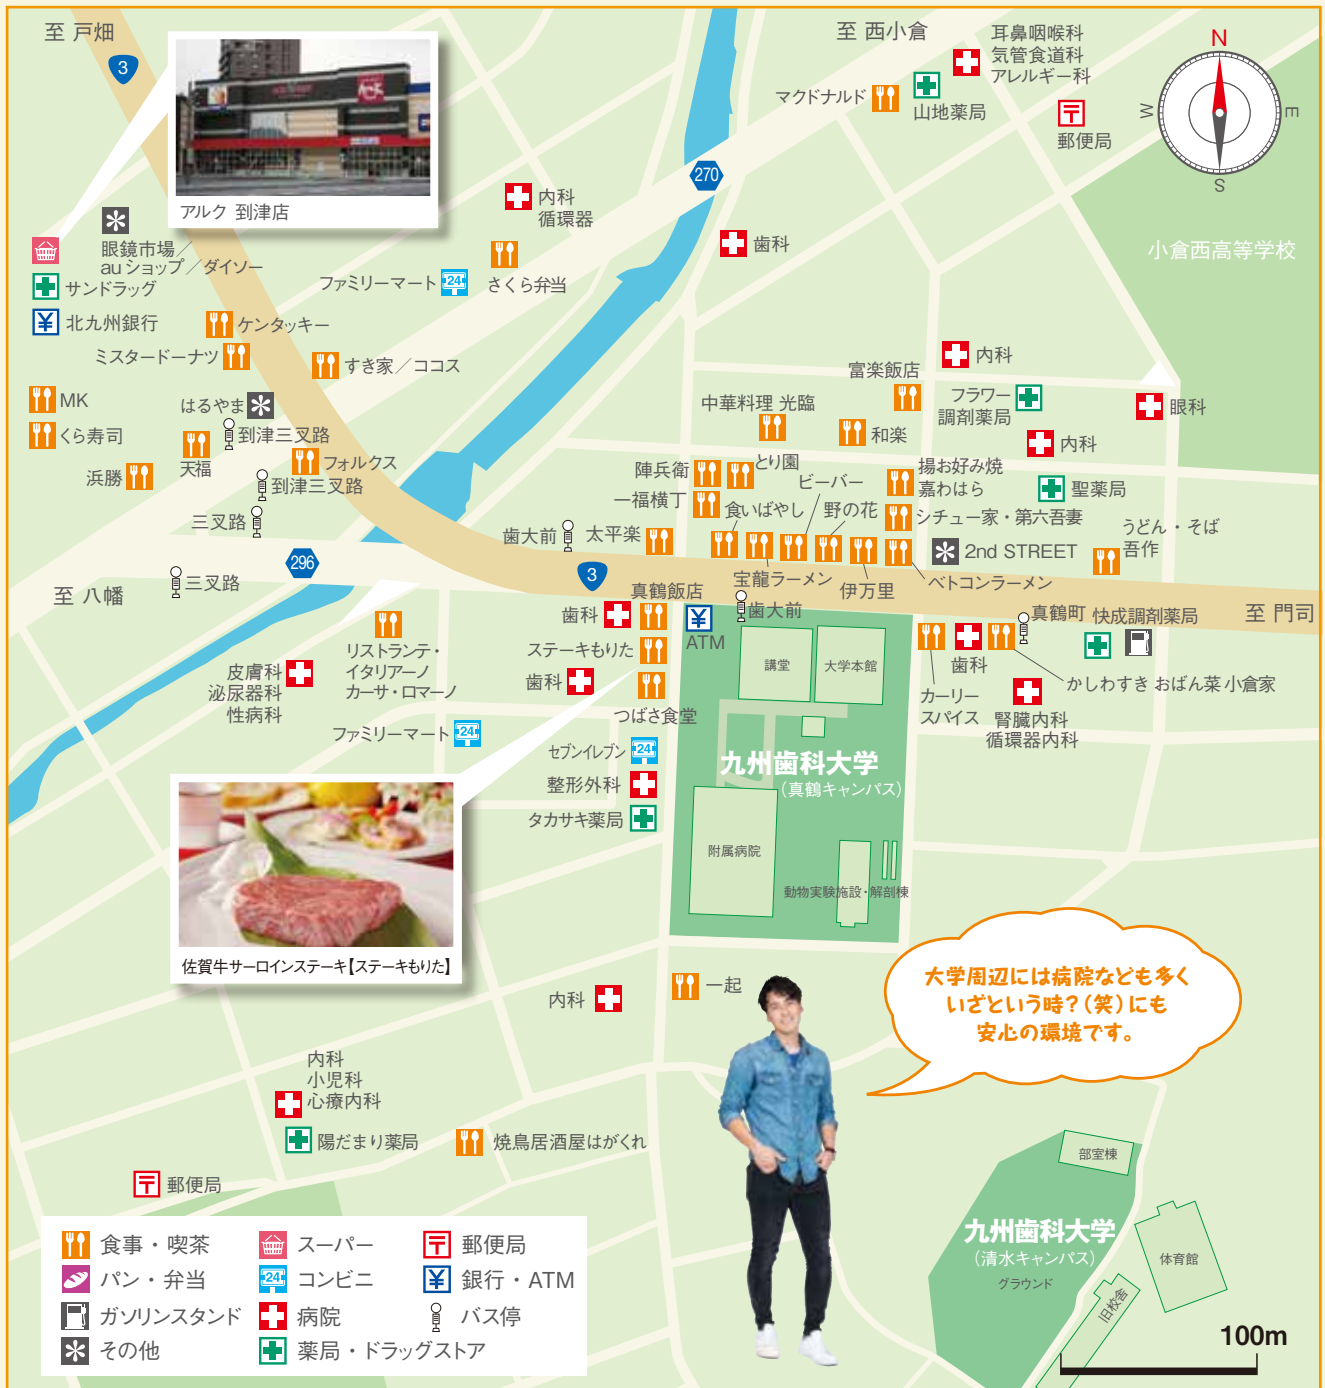 至 戸畑
3
アルク 到津店
至 西小倉
耳鼻咽喉科
気管食道科
アレルギー科
マクドナルド
山地薬局
郵便局
N
W
E
S
270
内科
循環器
歯科
小倉西高等学校
眼鏡市場／
auショップ／ダイソー
サンドラッグ
ファミリーマート
24
さくら弁当
北九州銀行
ケンタッキー
ミスタードーナツ
すき家／ココス
MK
くら寿司
はるやま
到津三叉路
天福
浜勝
フォルクス
到津三叉路
三叉路
三叉路
296
至 八幡
歯大前
太平楽
3
富楽飯店
内科
フラワー
調剤薬局
眼科
中華料理 光臨
和楽
内科
陣兵衛
とり園
ビーバー
揚お好み焼
嘉わはら
聖薬局
一福横丁
食いばやし
野の花
シチュー家・第六吾妻
うどん・そば
吾作
2nd STREET
宝龍ラーメン
伊万里
ベトコンラーメン
真鶴飯店
歯科
ATM
歯大前
真鶴町
快成調剤薬局
至 門司
リストランテ・
イタリアーノ
カーサ・ロマーノ
ステーキもりた
歯科
つばさ食堂
講堂
大学本館
歯科
カーリー
スパイス
かしわすき おばん菜 小倉家
腎臓内科
循環器内科
皮膚科
泌尿器科
性病科
ファミリーマート
24
セブンイレブン
24
整形外科
タカサキ薬局
九州歯科大学
（真鶴キャンパス）
附属病院
動物実験施設・解剖棟
佐賀牛サーロインステーキ【ステーキもりた】
内科
一起
大学周辺には病院なども多く
いざという時？（笑）にも
安心の環境です。
内科
小児科
心療内科
陽だまり薬局
焼鳥居酒屋はがくれ
郵便局
部室棟
九州歯科大学
（清水キャンパス）
グラウンド
体育館
旧校舎
100m
食事・喫茶
スーパー
郵便局
パン・弁当
24
コンビニ
銀行・ATM
ガソリンスタンド
病院
バス停
その他
薬局・ドラッグストア